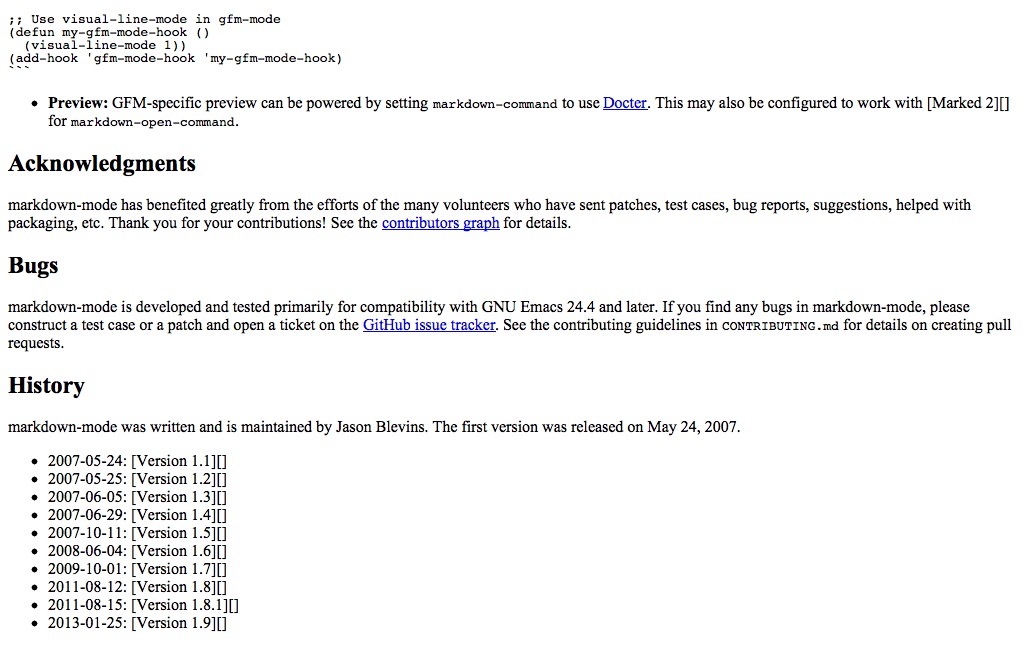 ;; Use visual-line-mode in gfm-mode
(defun my-gfm-mode-hook ()
  (visual-line-mode 1))
(add-hook 'gfm-mode-hook 'my-gfm-mode-hook)
```
• Preview: GFM-specific preview can be powered by setting markdown-command to use Docter. This may also be configured to work with [Marked 2][]
for markdown-open-command.
Acknowledgments
markdown-mode has benefited greatly from the efforts of the many volunteers who have sent patches, test cases, bug reports, suggestions, helped with
packaging, etc. Thank you for your contributions! See the contributors graph for details.
Bugs
markdown-mode is developed and tested primarily for compatibility with GNU Emacs 24.4 and later. If you find any bugs in markdown-mode, please
construct a test case or a patch and open a ticket on the GitHub issue tracker. See the contributing guidelines in CONTRIBUTING.md for details on creating pull
requests.
History
markdown-mode was written and is maintained by Jason Blevins. The first version was released on May 24, 2007.
• 2007-05-24: [Version 1.1][]
• 2007-05-25: [Version 1.2][]
• 2007-06-05: [Version 1.3][]
• 2007-06-29: [Version 1.4][]
• 2007-10-11: [Version 1.5][]
• 2008-06-04: [Version 1.6][]
• 2009-10-01: [Version 1.7][]
• 2011-08-12: [Version 1.8][]
• 2011-08-15: [Version 1.8.1][]
• 2013-01-25: [Version 1.9][]